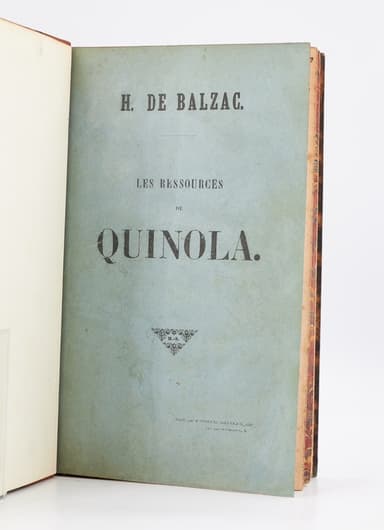 H. DE BALZAC.
LES RESSOURCES
DE
QUINOLA.